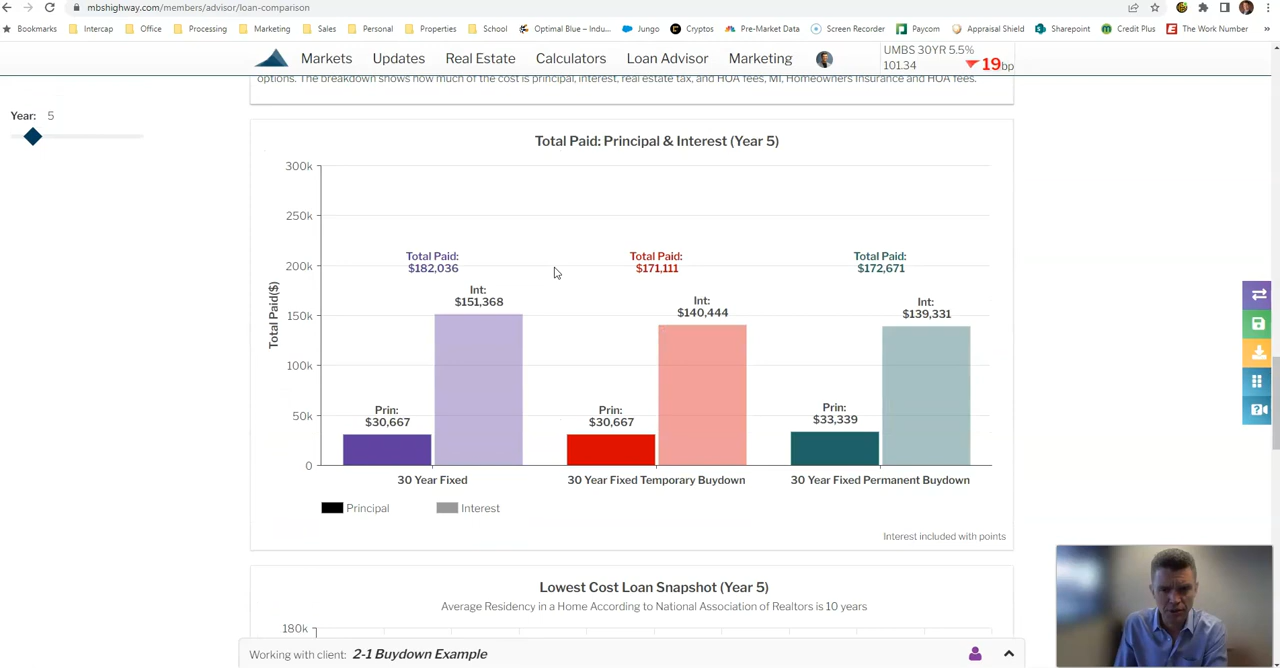 mbshighway.com/members/advisor/loan-comparison
Bookmarks Intercap Office Processing Marketing Sales Personal Properties School Optimal Blue – Indu... Jungo Cryptos Pre-Market Data Screen Recorder Paycom Appraisal Shield Sharepoint Credit Plus The Work Number »
Markets Updates Real Estate Calculators Loan Advisor Marketing
UMBS 30YR 5.5%
101.34 19bp
options. The breakdown shows how much of the cost is principal, interest, real estate tax, and HOA fees, MI, Homeowners Insurance and HOA fees.
Year: 5
Total Paid: Principal & Interest (Year 5)
300k
250k
200k
150k
100k
50k
0
Total Paid($)
Total Paid:
$182,036
Int:
$151,368
Prin:
$30,667
30 Year Fixed
Total Paid:
$171,111
Int:
$140,444
Prin:
$30,667
30 Year Fixed Temporary Buydown
Total Paid:
$172,671
Int:
$139,331
Prin:
$33,339
30 Year Fixed Permanent Buydown
Principal Interest
Interest included with points
Lowest Cost Loan Snapshot (Year 5)
Average Residency in a Home According to National Association of Realtors is 10 years
180k
Working with client: 2-1 Buydown Example